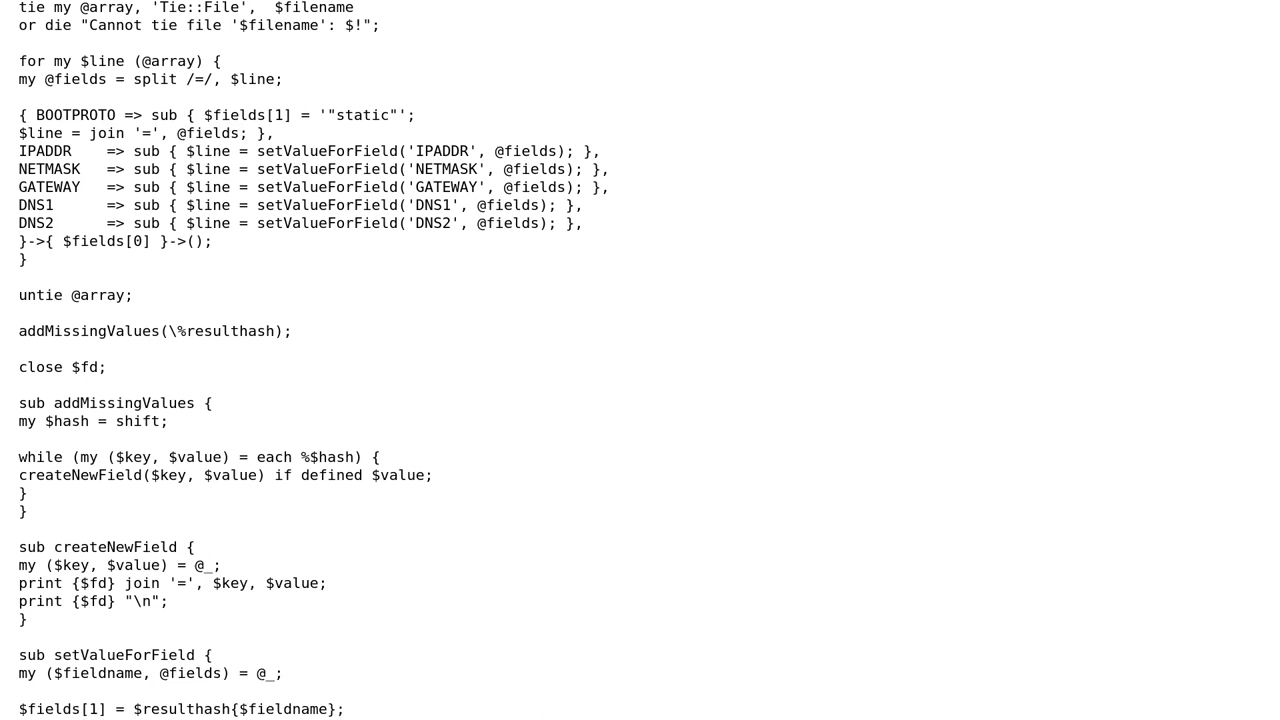 tie my @array, 'Tie::File',  $filename
or die "Cannot tie file '$filename': $!";
for my $line (@array) {
my @fields = split /=/, $line;
{ BOOTPROTO => sub { $fields[1] = '"static"';
$line = join '=', @fields; },
IPADDR    => sub { $line = setValueForField('IPADDR', @fields); },
NETMASK   => sub { $line = setValueForField('NETMASK', @fields); },
GATEWAY   => sub { $line = setValueForField('GATEWAY', @fields); },
DNS1      => sub { $line = setValueForField('DNS1', @fields); },
DNS2      => sub { $line = setValueForField('DNS2', @fields); },
}->{ $fields[0] }->();
}
untie @array;
addMissingValues(\%resulthash);
close $fd;
sub addMissingValues {
my $hash = shift;
while (my ($key, $value) = each %$hash) {
createNewField($key, $value) if defined $value;
}
}
sub createNewField {
my ($key, $value) = @_;
print {$fd} join '=', $key, $value;
print {$fd} "\n";
}
sub setValueForField {
my ($fieldname, @fields) = @_;
$fields[1] = $resulthash{$fieldname};